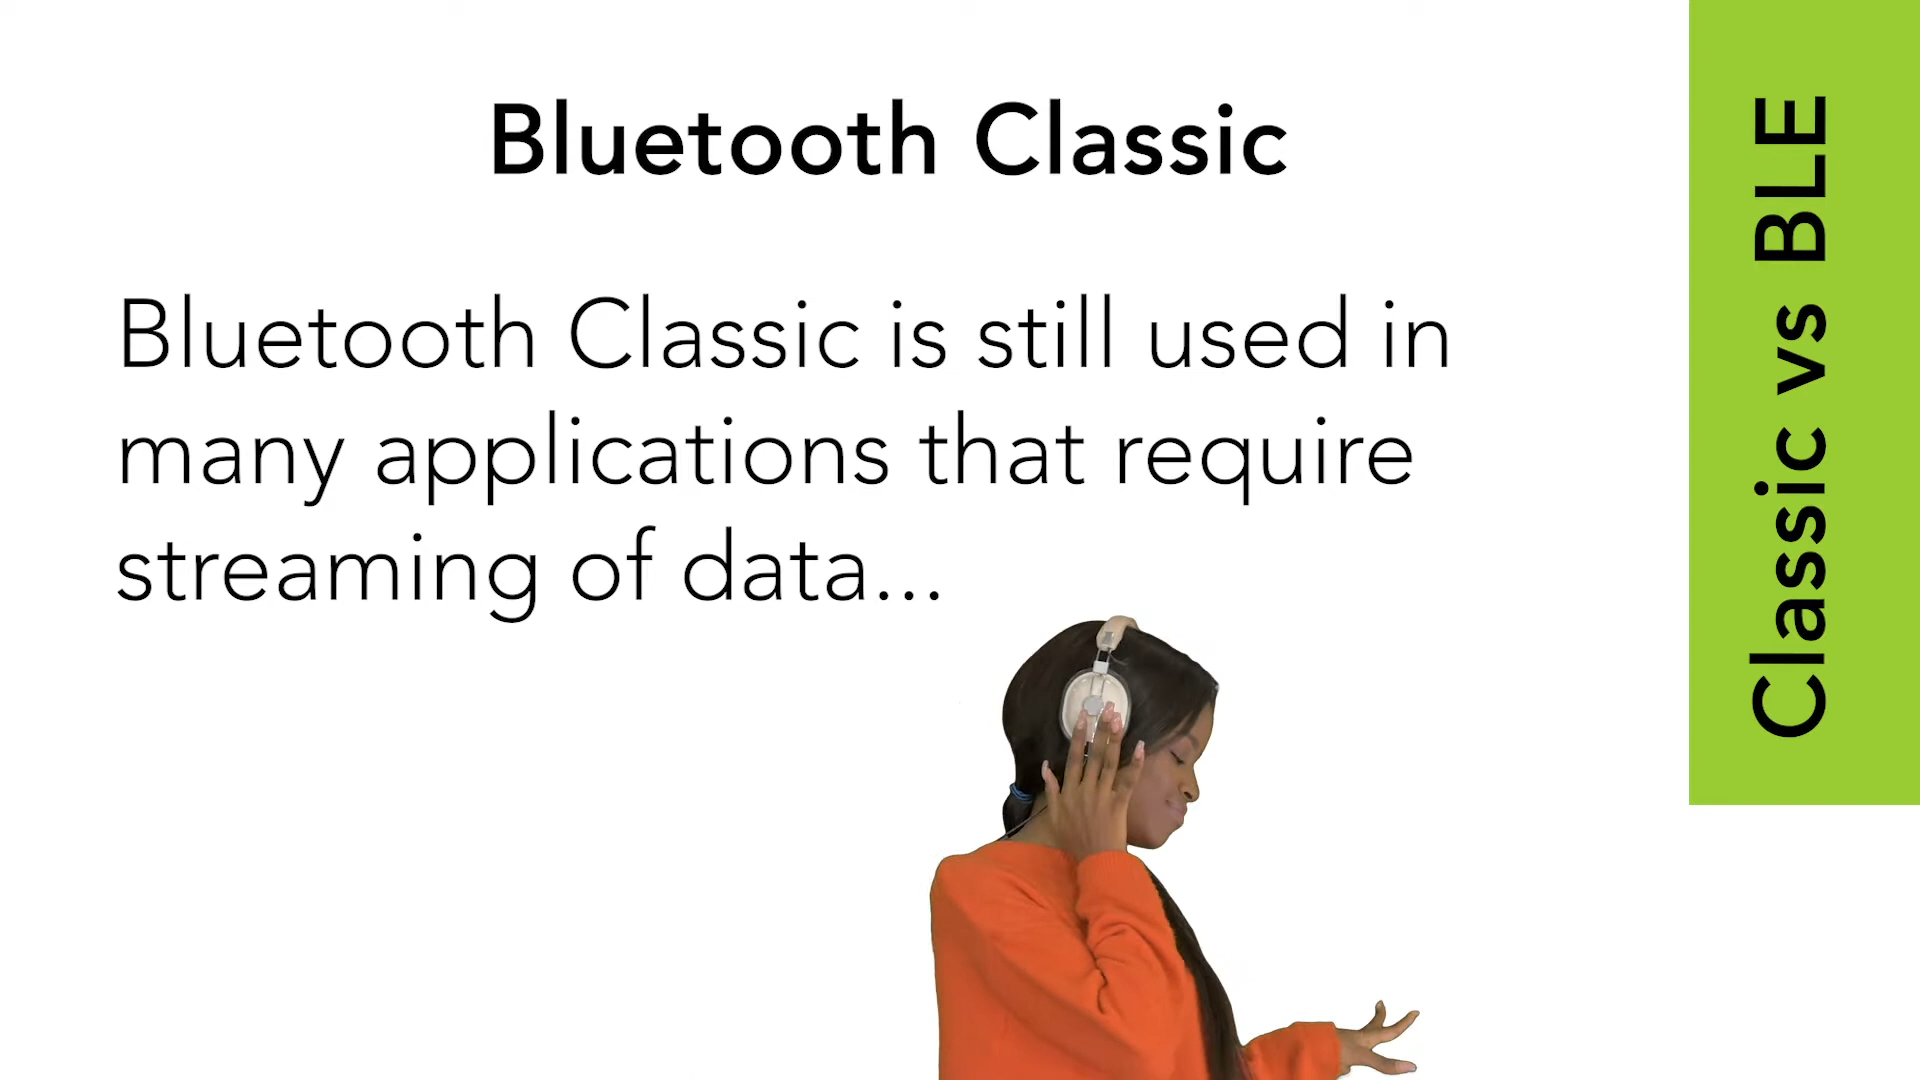 Bluetooth Classic
Bluetooth Classic is still used in
many applications that require
streaming of data...
Classic vs BLE